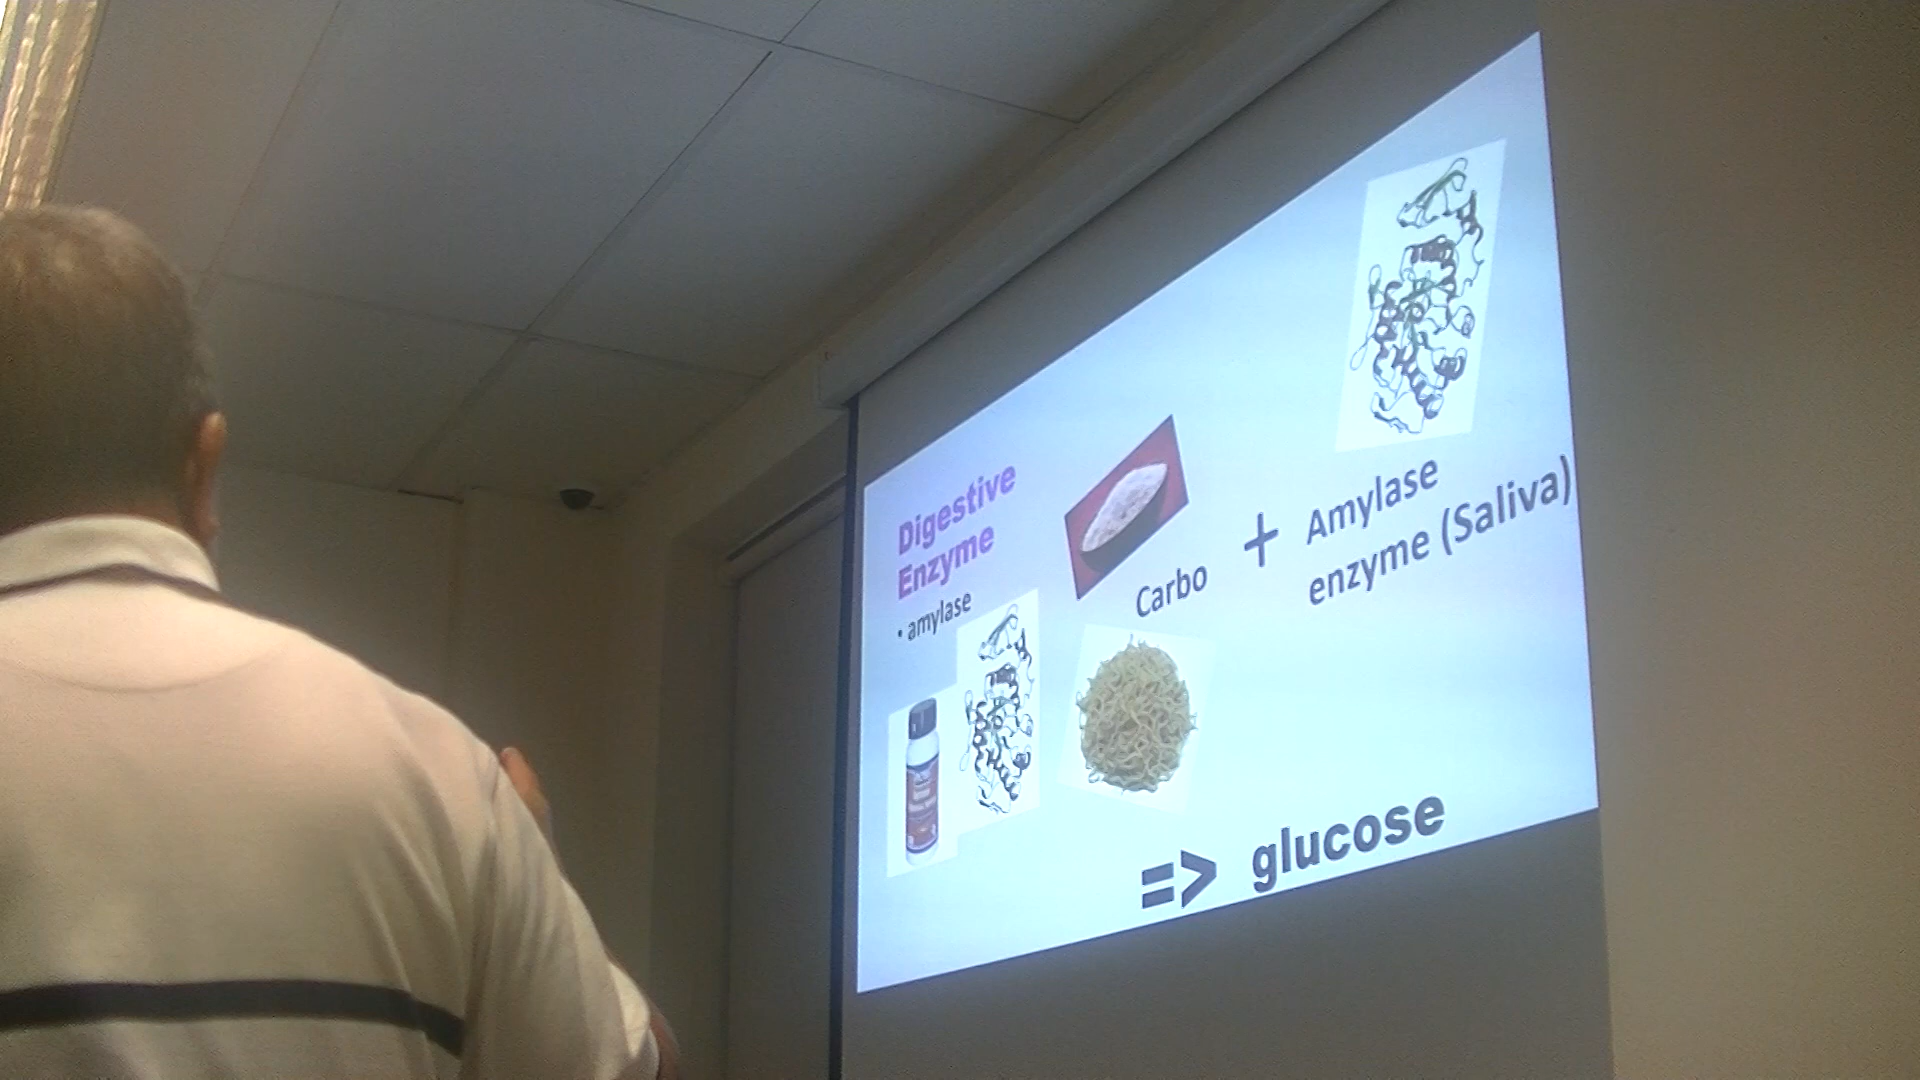 Digestive
Enzyme
• amylase
Carbo
+
Amylase
enzyme (Saliva)
=> glucose